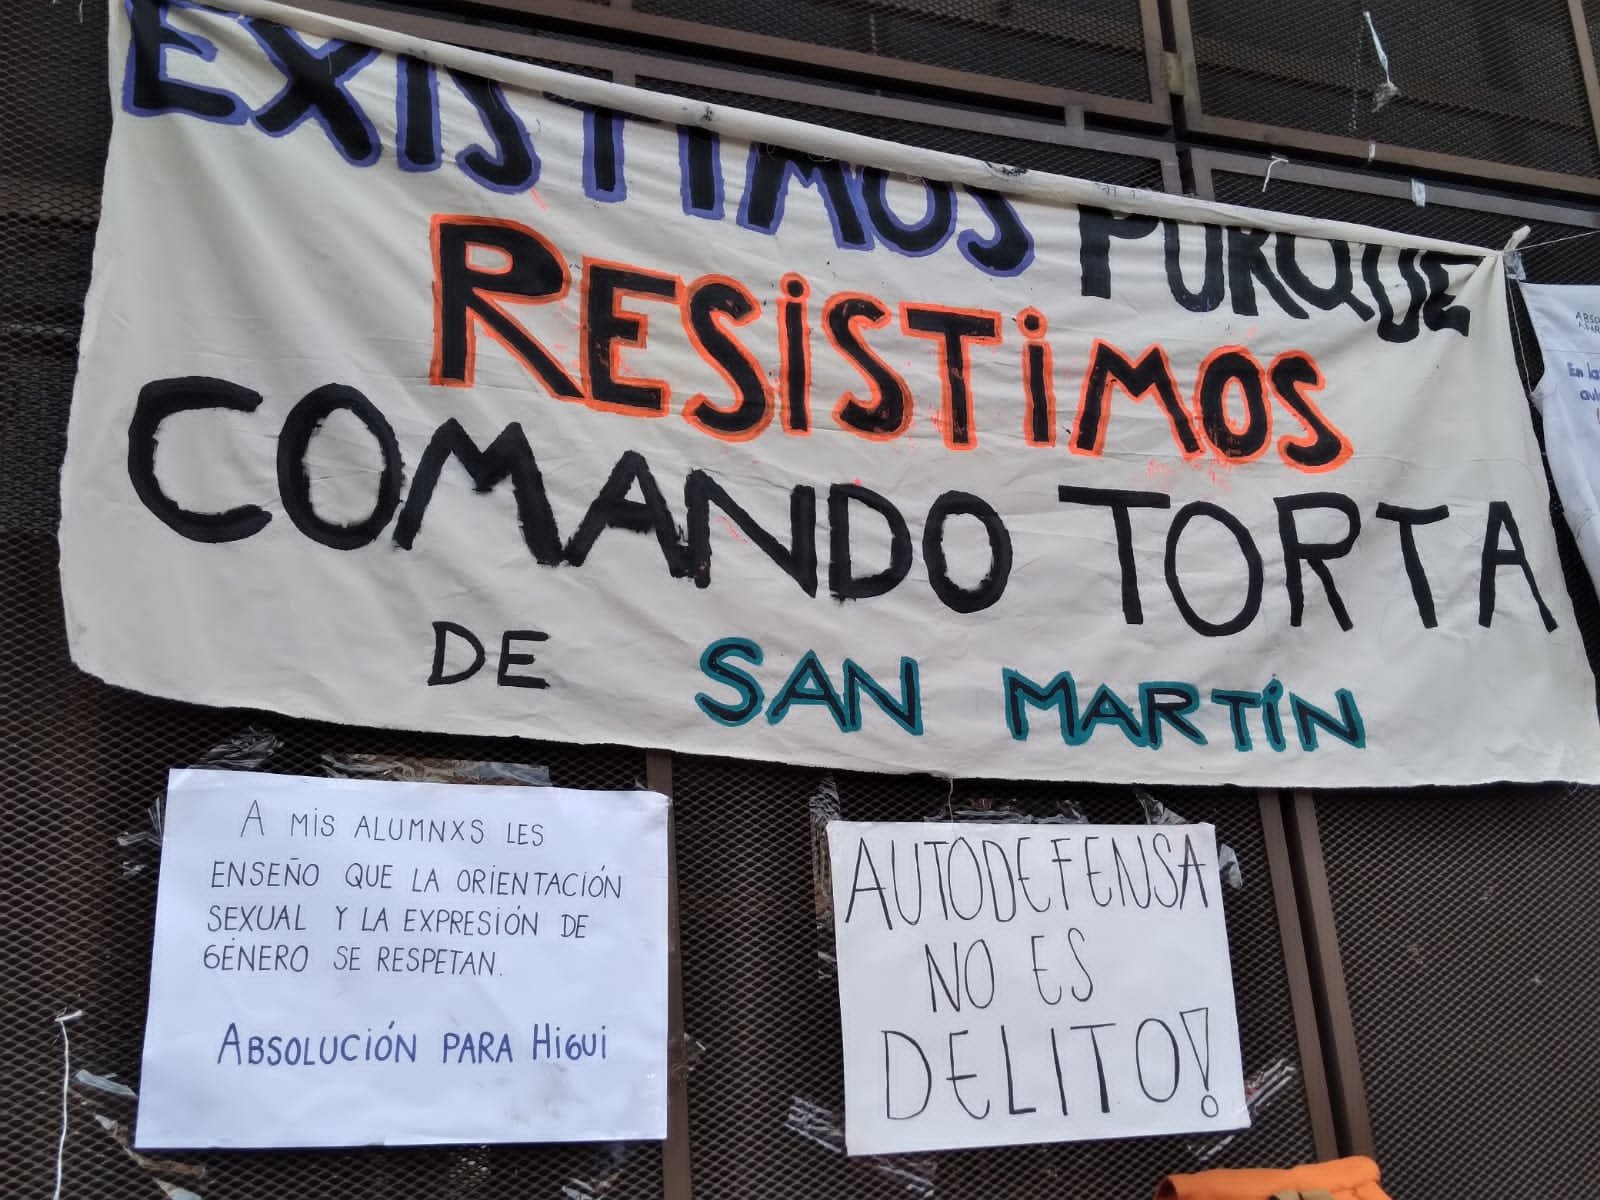 EXISTIMOS PORQUE
RESISTIMOS
COMANDO TORTA
DE SAN MARTÍN
A MIS ALUMNXS LES
ENSEÑO QUE LA ORIENTACIÓN
SEXUAL Y LA EXPRESIÓN DE
GÉNERO SE RESPETAN.
ABSOLUCIÓN PARA HIGUI
AUTODEFENSA
NO ES
DELITO!